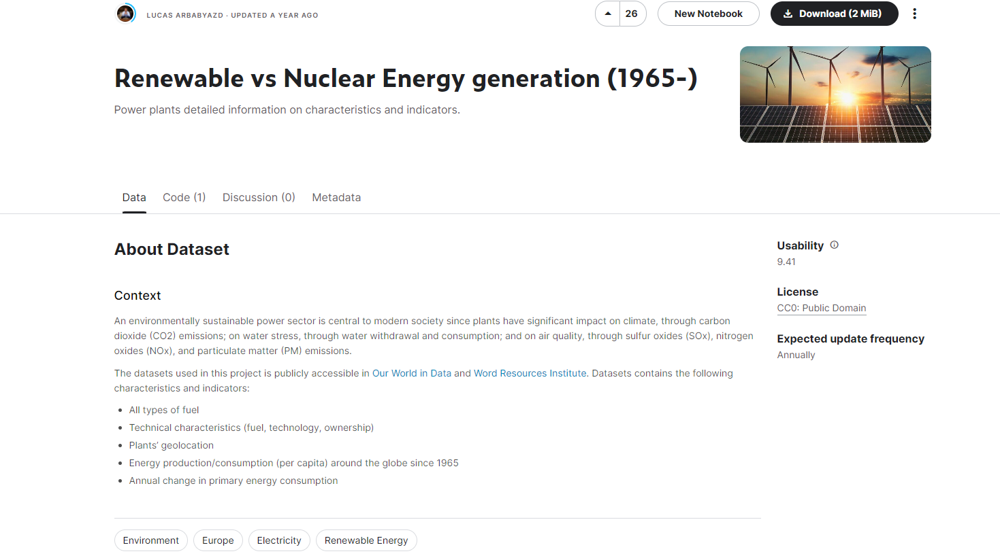 LUCAS ARBABYAZD · UPDATED A YEAR AGO
26
New Notebook
Download (2 MiB)
Renewable vs Nuclear Energy generation (1965-)
Power plants detailed information on characteristics and indicators.
Data
Code (1)
Discussion (0)
Metadata
About Dataset
Context
An environmentally sustainable power sector is central to modern society since plants have significant impact on climate, through carbon
dioxide (CO2) emissions; on water stress, through water withdrawal and consumption; and on air quality, through sulfur oxides (SOx), nitrogen
oxides (NOx), and particulate matter (PM) emissions.
The datasets used in this project is publicly accessible in Our World in Data and Word Resources Institute. Datasets contains the following
characteristics and indicators:
• All types of fuel
• Technical characteristics (fuel, technology, ownership)
• Plants’ geolocation
• Energy production/consumption (per capita) around the globe since 1965
• Annual change in primary energy consumption
Environment
Europe
Electricity
Renewable Energy
Usability
9.41
License
CC0: Public Domain
Expected update frequency
Annually